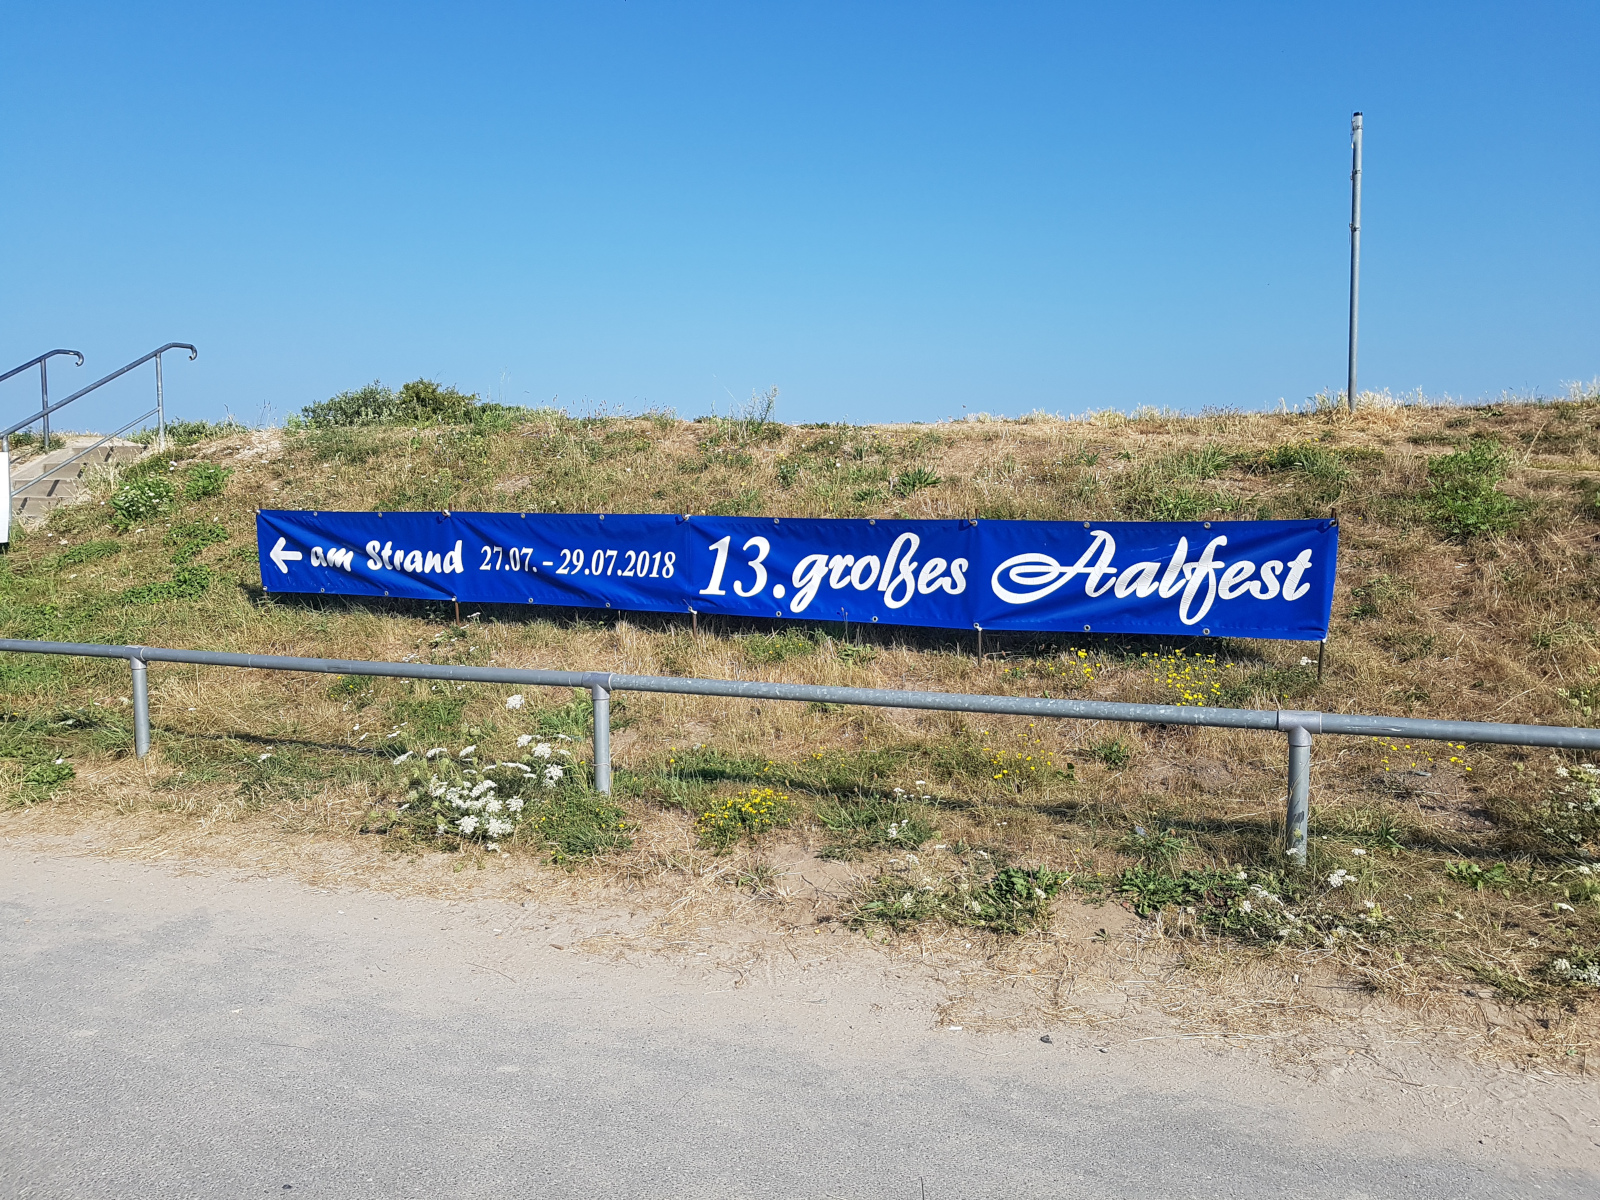 ← am Strand 27.07. - 29.07.2018 13. großes Aalfest